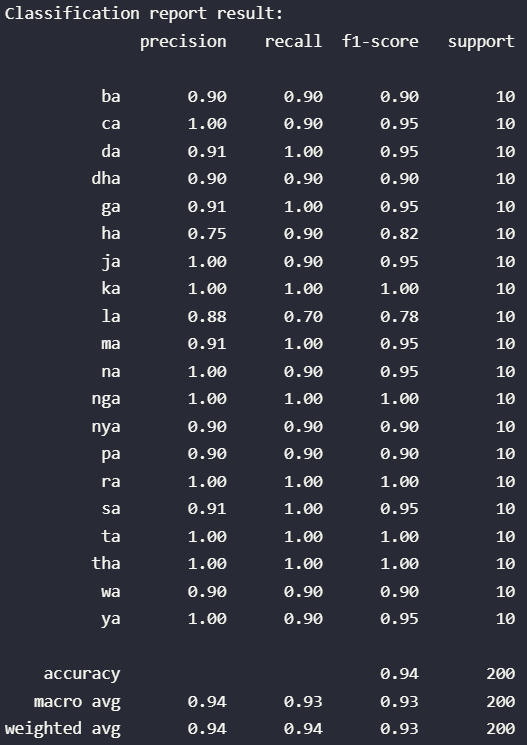 Classification report result:
precision recall f1-score support
ba 0.90 0.90 0.90 10
ca 1.00 0.90 0.95 10
da 0.91 1.00 0.95 10
dha 0.90 0.90 0.90 10
ga 0.91 1.00 0.95 10
ha 0.75 0.90 0.82 10
ja 1.00 0.90 0.95 10
ka 1.00 1.00 1.00 10
la 0.88 0.70 0.78 10
ma 0.91 1.00 0.95 10
na 1.00 0.90 0.95 10
nga 1.00 1.00 1.00 10
nya 0.90 0.90 0.90 10
pa 0.90 0.90 0.90 10
ra 1.00 1.00 1.00 10
sa 0.91 1.00 0.95 10
ta 1.00 1.00 1.00 10
tha 1.00 1.00 1.00 10
wa 0.90 0.90 0.90 10
ya 1.00 0.90 0.95 10
accuracy 0.94 200
macro avg 0.94 0.93 0.93 200
weighted avg 0.94 0.94 0.93 200